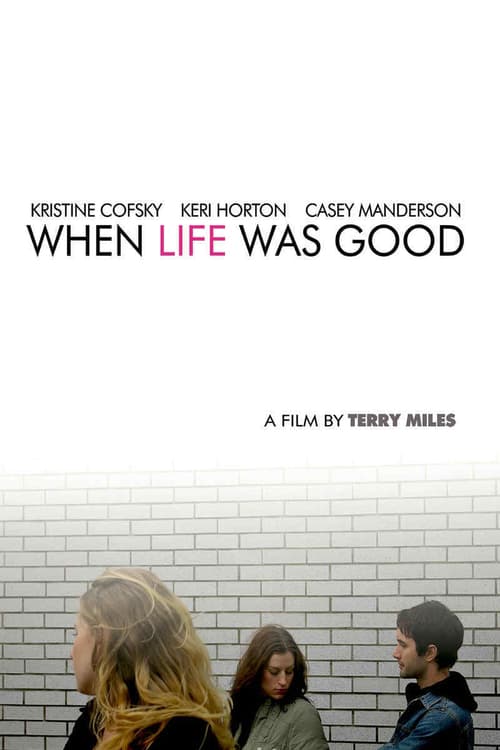 KRISTINE COFSKY KERI HORTON CASEY MANDERSON
WHEN LIFE WAS GOOD
A FILM BY TERRY MILES